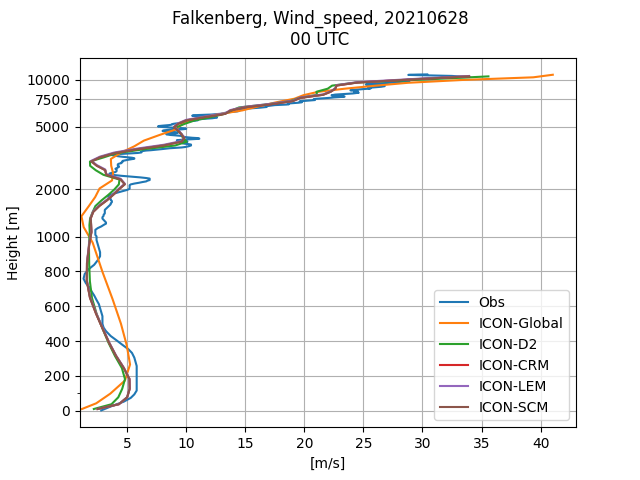 Falkenberg, Wind_speed, 20210628
00 UTC
10000
7500
5000
2000
1000
800
600
400
200
0
Height [m]
5 10 15 20 25 30 35 40
[m/s]
Obs
ICON-Global
ICON-D2
ICON-CRM
ICON-LEM
ICON-SCM